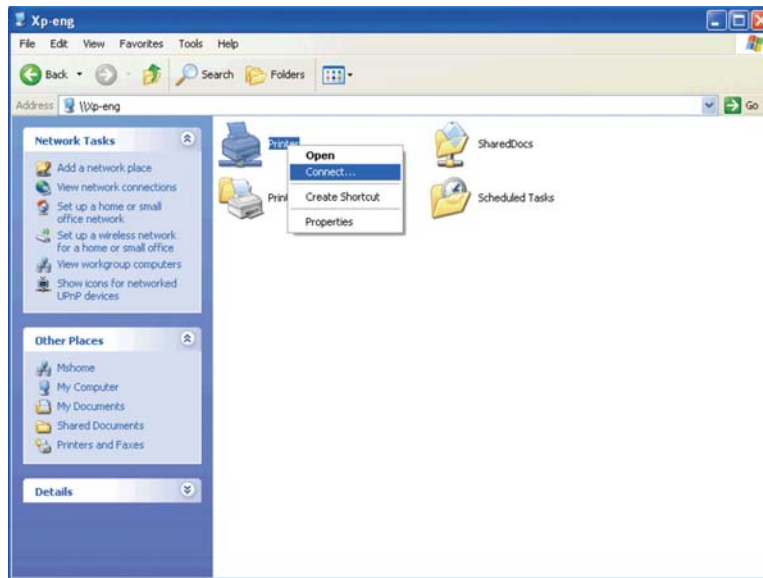 Xp-eng
File Edit View Favorites Tools Help
Back Search Folders
Address \\Xp-eng Go
Network Tasks
Add a network place
View network connections
Set up a home or small
office network
Set up a wireless network
for a home or small office
View workgroup computers
Show icons for networked
UPnP devices
Other Places
Mshome
My Computer
My Documents
Shared Documents
Printers and Faxes
Details
Printer
SharedDocs
Scheduled Tasks
Open
Connect...
Create Shortcut
Properties